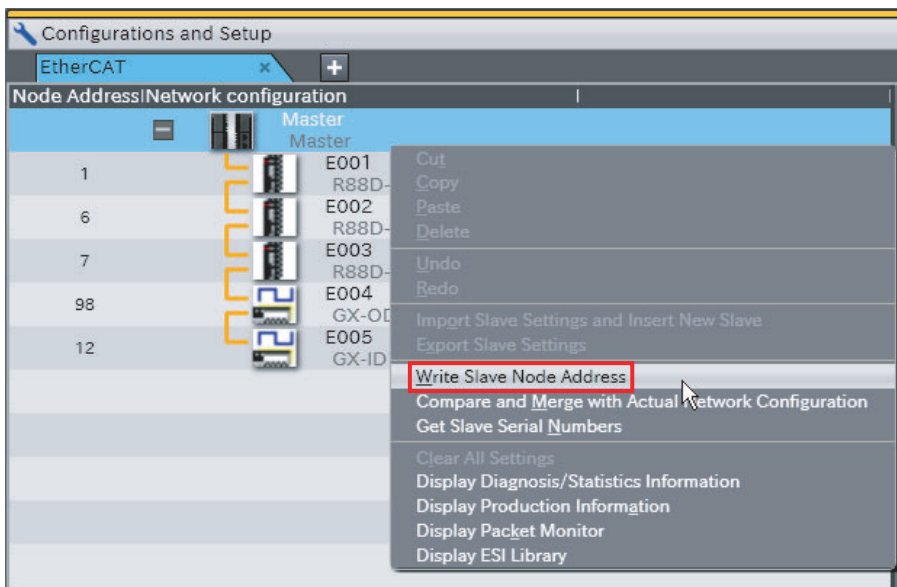 Configurations and Setup
EtherCAT × +
Node Address|Network configuration
Master
Master
1 E001
R88D-
6 E002
R88D-
7 E003
R88D-
98 E004
GX-OD
12 E005
GX-ID
Cut
Copy
Paste
Delete
Undo
Redo
Import Slave Settings and Insert New Slave
Export Slave Settings
Write Slave Node Address
Compare and Merge with Actual Network Configuration
Get Slave Serial Numbers
Clear All Settings
Display Diagnosis/Statistics Information
Display Production Information
Display Packet Monitor
Display ESI Library